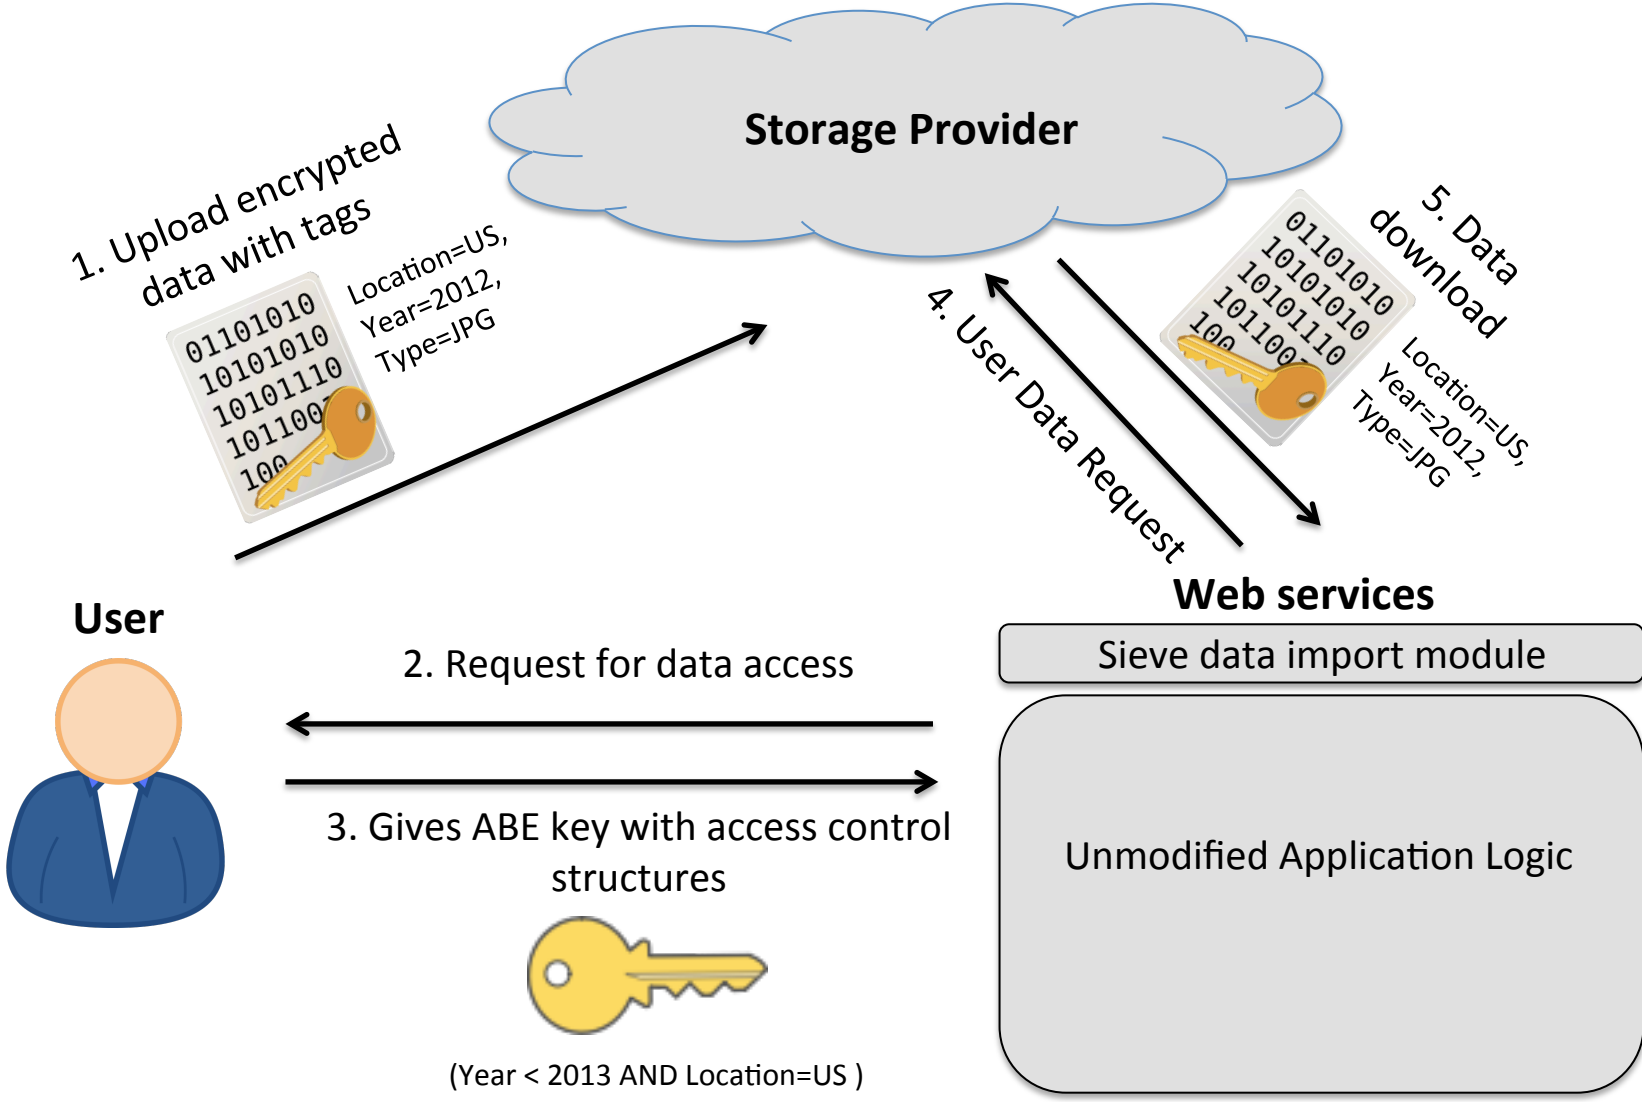 Storage Provider
1. Upload encrypted
data with tags
Location=US,
Year=2012,
Type=JPG
01101010
10101010
10101110
101100
100
5. Data
download
01101010
10101010
10101110
101100
100
Location=US,
Year=2012,
Type=JPG
4. User Data Request
User
Web services
Sieve data import module
2. Request for data access
3. Gives ABE key with access control
structures
Unmodified Application Logic
(Year < 2013 AND Location=US )